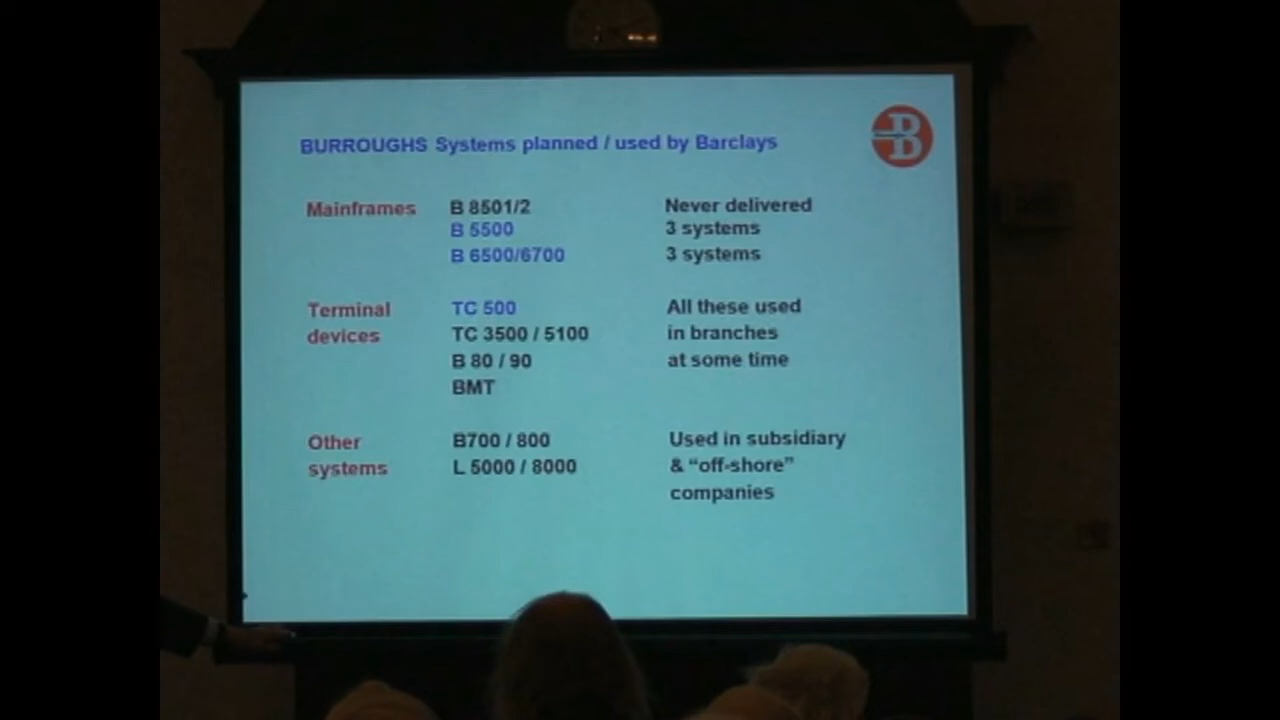 BURROUGHS Systems planned / used by Barclays
B
Mainframes B 8501/2 Never delivered
B 5500 3 systems
B 6500/6700 3 systems
Terminal TC 500 All these used
devices TC 3500 / 5100 in branches
B 80 / 90 at some time
BMT
Other B700 / 800 Used in subsidiary
systems L 5000 / 8000 & “off-shore”
companies